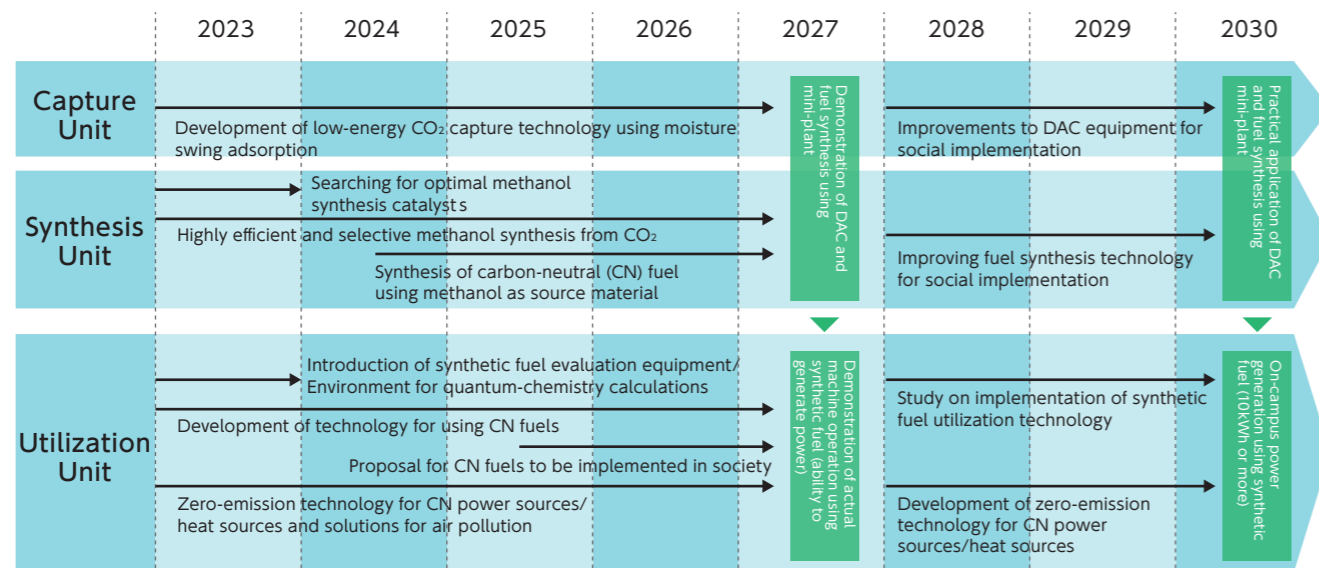 2023 2024 2025 2026 2027 2028 2029 2030
Capture
Unit
Development of low-energy CO₂ capture technology using moisture
swing adsorption
Improvements to DAC equipment for
social implementation
Synthesis
Unit
Searching for optimal methanol
synthesis catalysts
Highly efficient and selective methanol synthesis from CO₂
Synthesis of carbon-neutral (CN) fuel
using methanol as source material
Improving fuel synthesis technology
for social implementation
Demonstration of DAC and
fuel synthesis using
mini-plant
Practical application of DAC
and fuel synthesis using
mini-plant
Utilization
Unit
Introduction of synthetic fuel evaluation equipment/
Environment for quantum-chemistry calculations
Development of technology for using CN fuels
Proposal for CN fuels to be implemented in society
Zero-emission technology for CN power sources/
heat sources and solutions for air pollution
Demonstration of actual
machine operation using
synthetic fuel (ability to
generate power)
Study on implementation of synthetic
fuel utilization technology
Development of zero-emission
technology for CN power
sources/heat sources
On-campus power
generation using synthetic
fuel (10kWh or more)